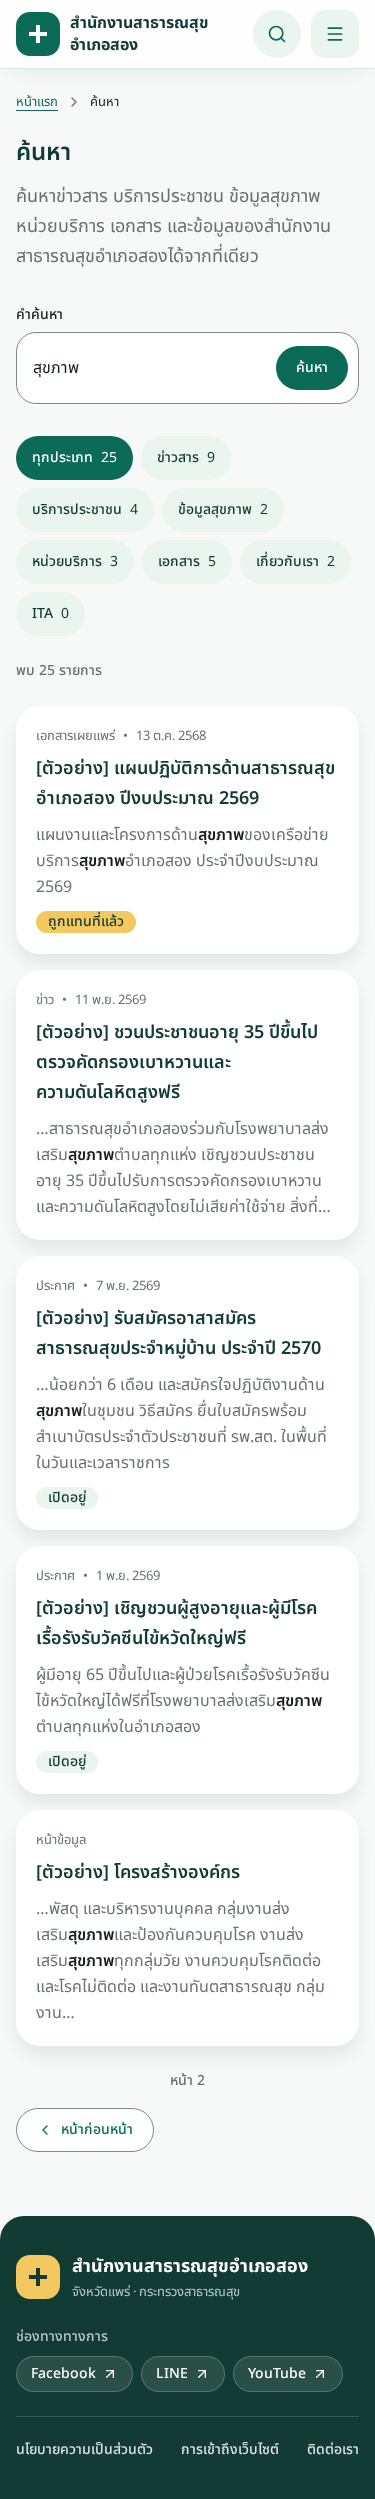 สำนักงานสาธารณสุข
อำเภอสอง
หน้าแรก
ค้นหา
ค้นหา
ค้นหาข่าวสาร บริการประชาชน ข้อมูลสุขภาพ
หน่วยบริการ เอกสาร และข้อมูลของสำนักงาน
สาธารณสุขอำเภอสองได้จากที่เดียว
คำค้นหา
สุขภาพ
ค้นหา
ทุกประเภท 25
ข่าวสาร 9
บริการประชาชน 4
ข้อมูลสุขภาพ 2
หน่วยบริการ 3
เอกสาร 5
เกี่ยวกับเรา 2
ITA 0
พบ 25 รายการ
เอกสารเผยแพร่ • 13 ต.ค. 2568
[ตัวอย่าง] แผนปฏิบัติการด้านสาธารณสุข
อำเภอสอง ปีงบประมาณ 2569
แผนงานและโครงการด้านสุขภาพของเครือข่าย
บริการสุขภาพอำเภอสอง ประจำปีงบประมาณ
2569
ถูกแทนที่แล้ว
ข่าว • 11 พ.ย. 2569
[ตัวอย่าง] ชวนประชาชนอายุ 35 ปีขึ้นไป
ตรวจคัดกรองเบาหวานและ
ความดันโลหิตสูงฟรี
…สาธารณสุขอำเภอสองร่วมกับโรงพยาบาลส่ง
เสริมสุขภาพตำบลทุกแห่ง เชิญชวนประชาชน
อายุ 35 ปีขึ้นไปรับการตรวจคัดกรองเบาหวาน
และความดันโลหิตสูงโดยไม่เสียค่าใช้จ่าย สิ่งที่…
ประกาศ • 7 พ.ย. 2569
[ตัวอย่าง] รับสมัครอาสาสมัคร
สาธารณสุขประจำหมู่บ้าน ประจำปี 2570
…น้อยกว่า 6 เดือน และสมัครใจปฏิบัติงานด้าน
สุขภาพในชุมชน วิธีสมัคร ยื่นใบสมัครพร้อม
สำเนาบัตรประจำตัวประชาชนที่ รพ.สต. ในพื้นที่
ในวันและเวลาราชการ
เปิดอยู่
ประกาศ • 1 พ.ย. 2569
[ตัวอย่าง] เชิญชวนผู้สูงอายุและผู้มีโรค
เรื้อรังรับวัคซีนไข้หวัดใหญ่ฟรี
ผู้มีอายุ 65 ปีขึ้นไปและผู้ป่วยโรคเรื้อรังรับวัคซีน
ไข้หวัดใหญ่ได้ฟรีที่โรงพยาบาลส่งเสริมสุขภาพ
ตำบลทุกแห่งในอำเภอสอง
เปิดอยู่
หน้าข้อมูล
[ตัวอย่าง] โครงสร้างองค์กร
…พัสดุ และบริหารงานบุคคล กลุ่มงานส่ง
เสริมสุขภาพและป้องกันควบคุมโรค งานส่ง
เสริมสุขภาพทุกกลุ่มวัย งานควบคุมโรคติดต่อ
และโรคไม่ติดต่อ และงานทันตสาธารณสุข กลุ่ม
งาน…
หน้า 2
หน้าก่อนหน้า
สำนักงานสาธารณสุขอำเภอสอง
จังหวัดแพร่ · กระทรวงสาธารณสุข
ช่องทางทางการ
Facebook
LINE
YouTube
นโยบายความเป็นส่วนตัว
การเข้าถึงเว็บไซต์
ติดต่อเรา